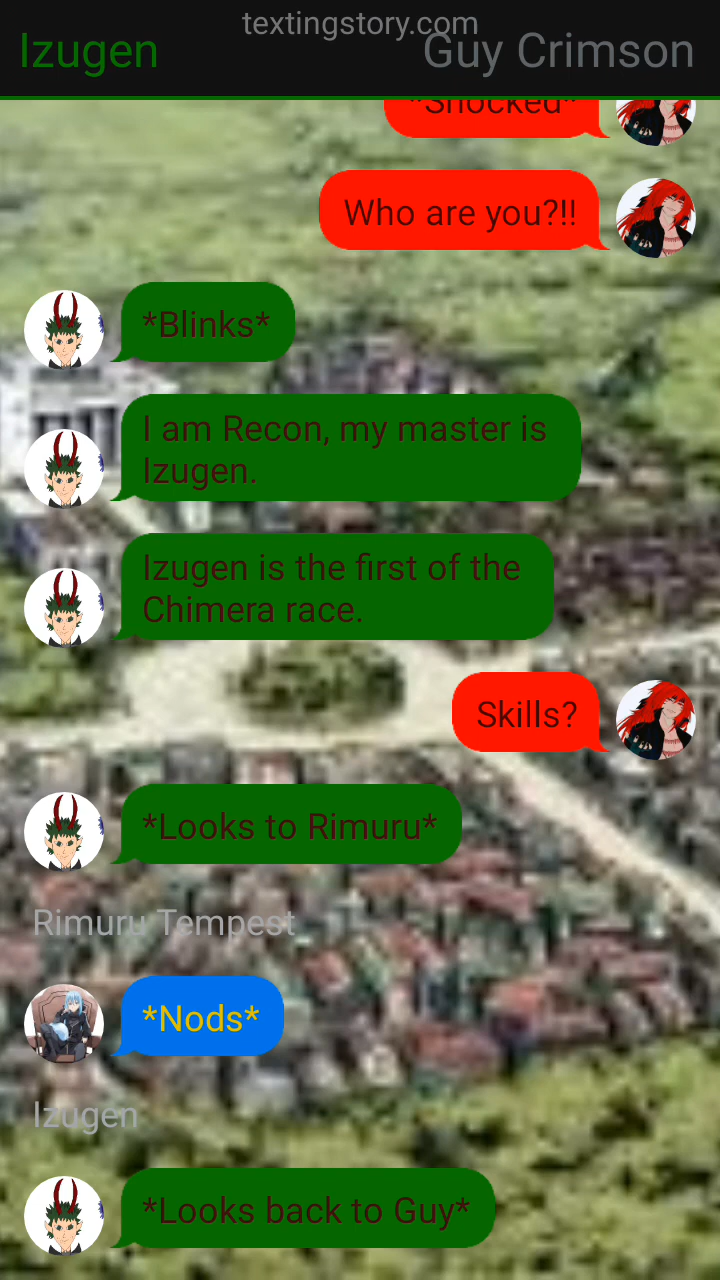 textingstory.com
Izugen
Guy Crimson
*Shocked*
Who are you?!!
*Blinks*
I am Recon, my master is
Izugen.
Izugen is the first of the
Chimera race.
Skills?
*Looks to Rimuru*
Rimuru Tempest
*Nods*
Izugen
*Looks back to Guy*